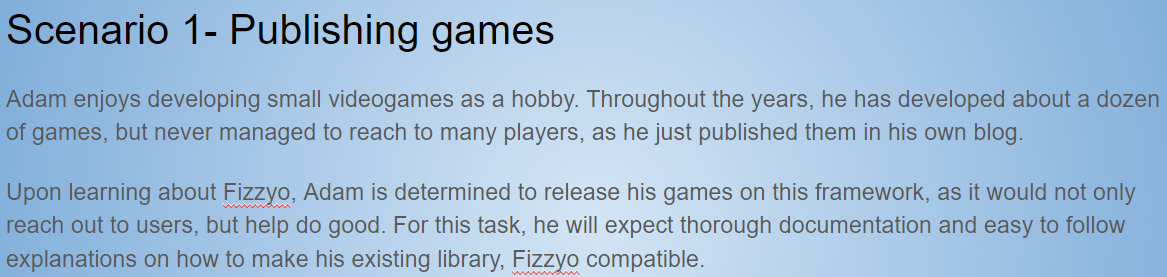 Scenario 1- Publishing games
Adam enjoys developing small videogames as a hobby. Throughout the years, he has developed about a dozen
of games, but never managed to reach to many players, as he just published them in his own blog.
Upon learning about Fizzyo, Adam is determined to release his games on this framework, as it would not only
reach out to users, but help do good. For this task, he will expect thorough documentation and easy to follow
explanations on how to make his existing library, Fizzyo compatible.